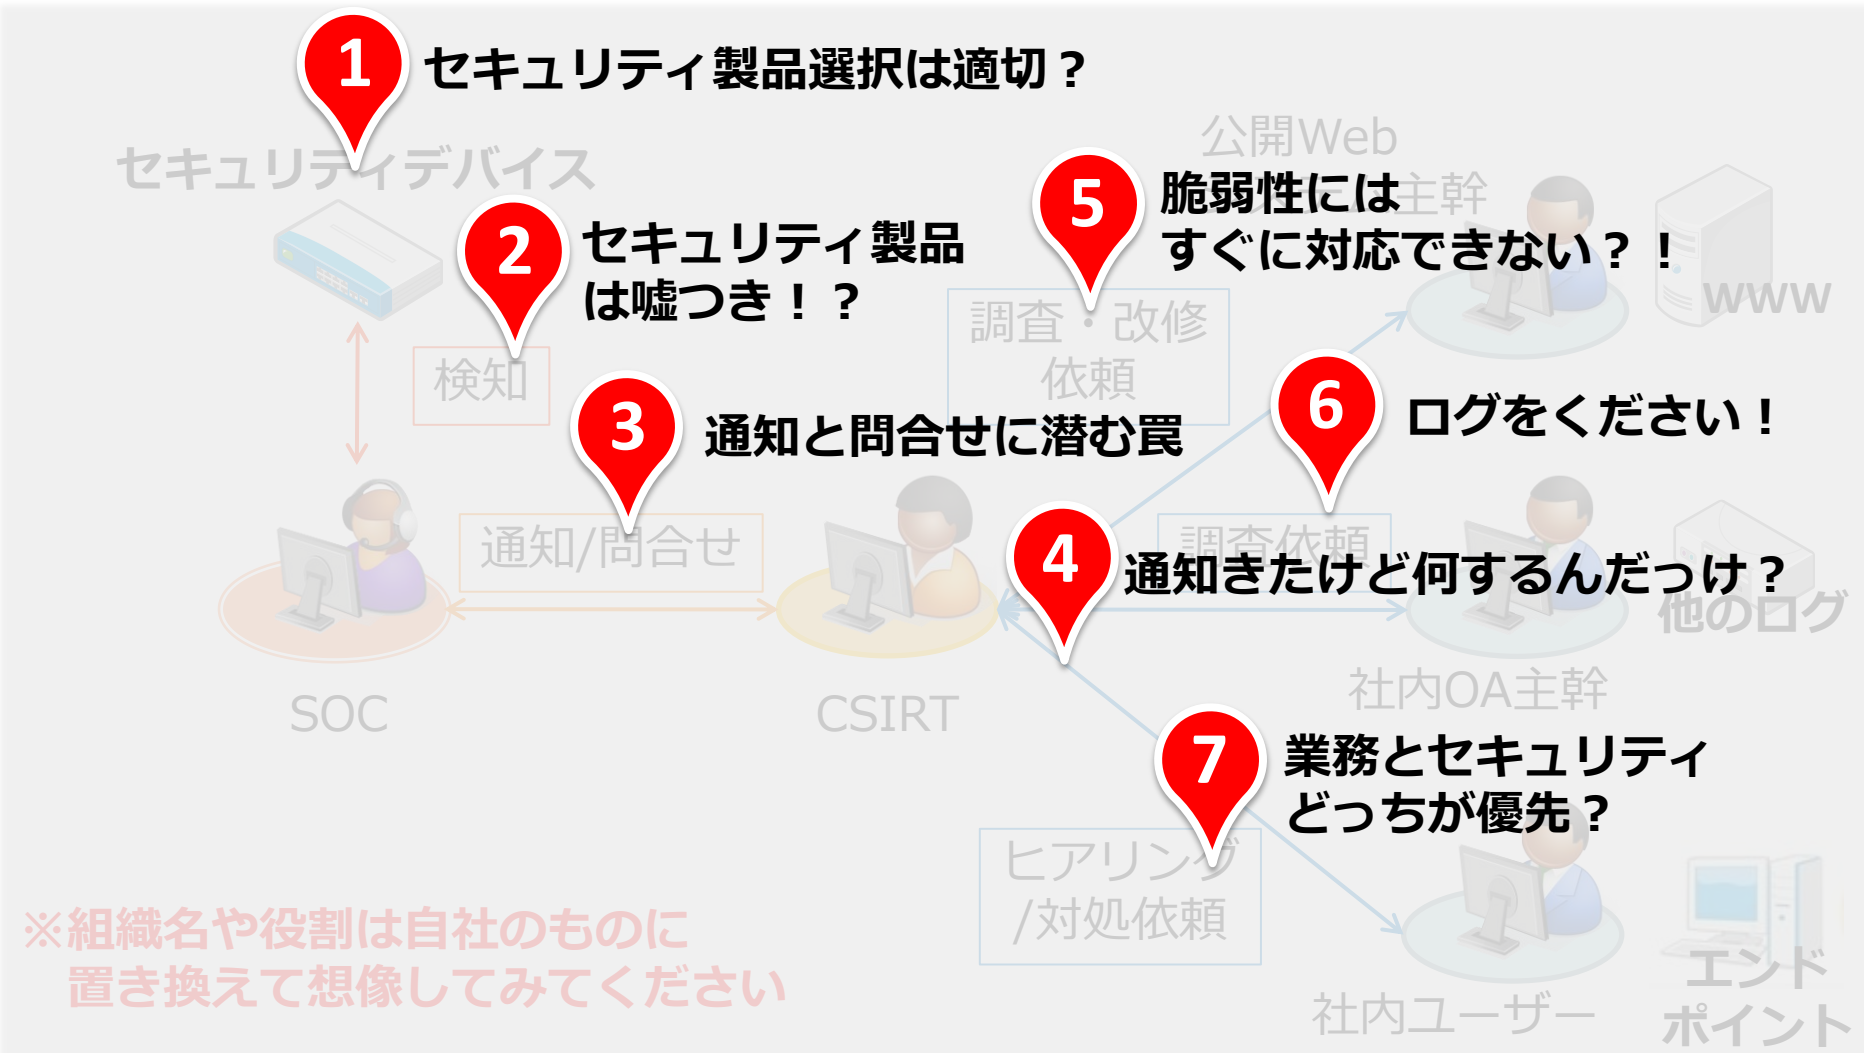 1
セキュリティ製品選択は適切？
セキュリティデバイス
2
セキュリティ製品
は嘘つき！？
検知
3
通知と問合せに潜む罠
通知/問合せ
SOC
CSIRT
公開Web
主幹
5
脆弱性には
すぐに対応できない？！
WWW
調査・改修
依頼
6
ログをください！
調査依頼
4
通知きたけど何するんだっけ？
他のログ
社内OA主幹
7
業務とセキュリティ
どっちが優先？
ヒアリング
/対処依頼
社内ユーザー
エンド
ポイント
※組織名や役割は自社のものに
置き換えて想像してみてください